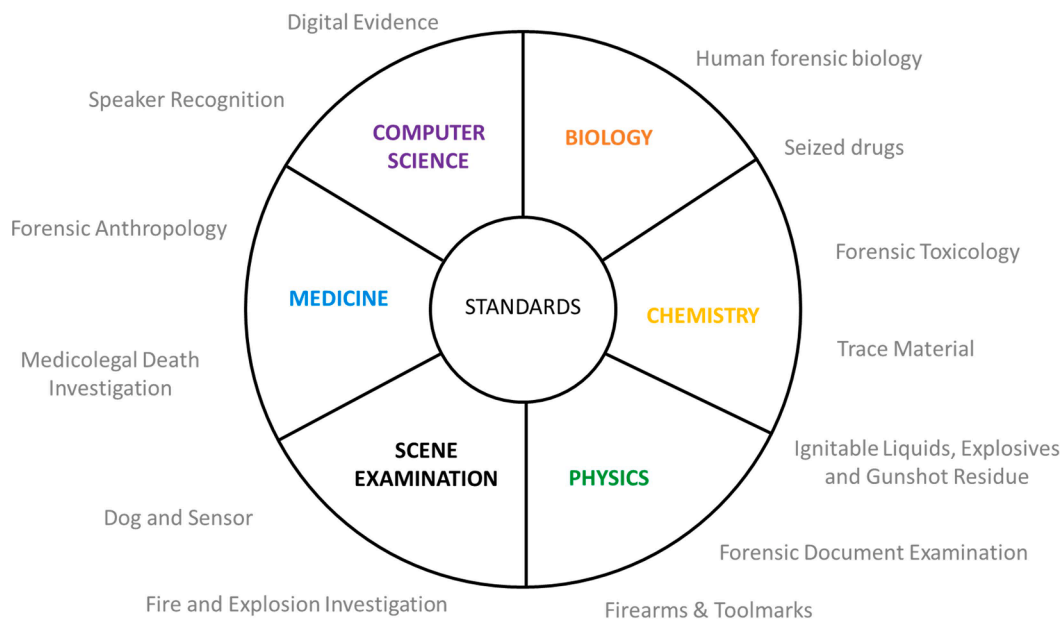 Digital Evidence
Human forensic biology
Speaker Recognition
COMPUTER
SCIENCE
BIOLOGY
Seized drugs
Forensic Anthropology
Forensic Toxicology
MEDICINE
STANDARDS
CHEMISTRY
Trace Material
Medicolegal Death
Investigation
SCENE
EXAMINATION
PHYSICS
Ignitable Liquids, Explosives
and Gunshot Residue
Dog and Sensor
Forensic Document Examination
Fire and Explosion Investigation
Firearms & Toolmarks